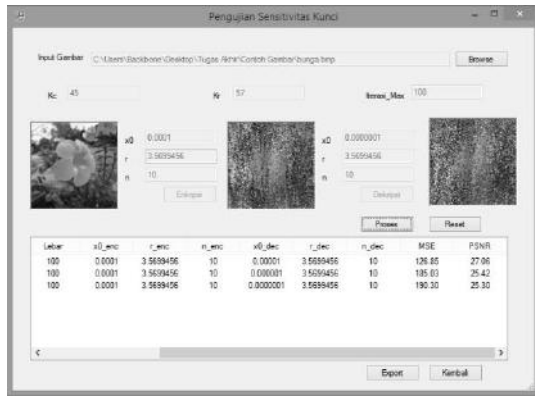 Pengujian Sensitivitas Kunci
Input Gambar C:\Users\Backbone\Desktop\Tugas Akhir\Contoh Gambar\bunga.bmp Browse
Kc 45 Kr 57 Iterasi_Max 100
x0 0.0001 x0 0.0000001
r 3.5699456 r 3.5699456
n 10 n 10
Enkripsi Dekripsi
Proses Reset
Lebar x0_enc r_enc n_enc x0_dec r_dec n_dec MSE PSNR
100 0.0001 3.5699456 10 0.00001 3.5699456 10 126.85 27.06
100 0.0001 3.5699456 10 0.000001 3.5699456 10 185.03 25.42
100 0.0001 3.5699456 10 0.0000001 3.5699456 10 190.30 25.30
Export Kembali